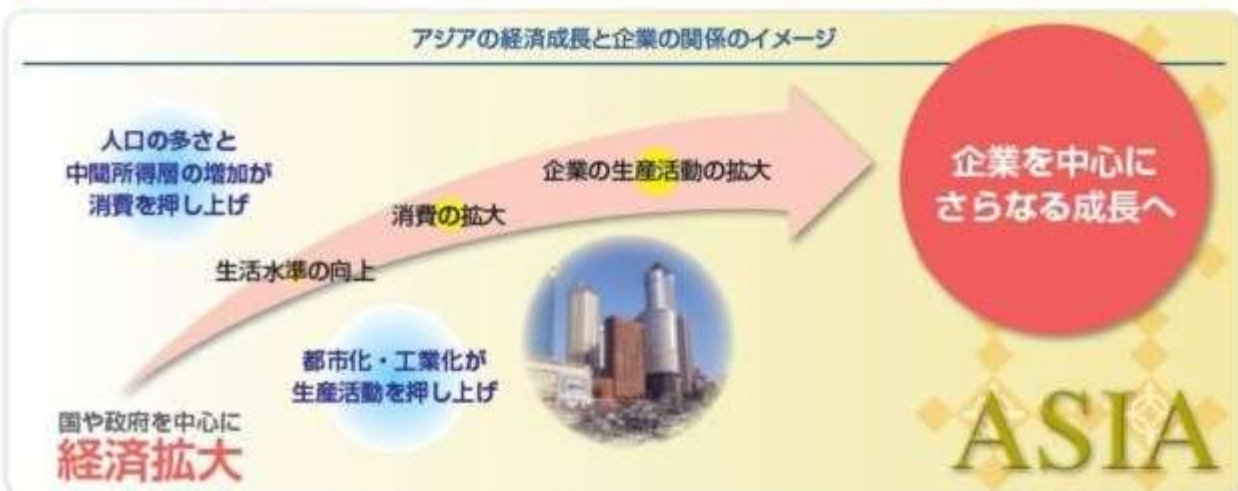 アジアの経済成長と企業の関係のイメージ
人口の多さと
中間所得層の増加が
消費を押し上げ
企業の生産活動の拡大
消費の拡大
生活水準の向上
都市化・工業化が
生産活動を押し上げ
国や政府を中心に
経済拡大
企業を中心に
さらなる成長へ
ASIA